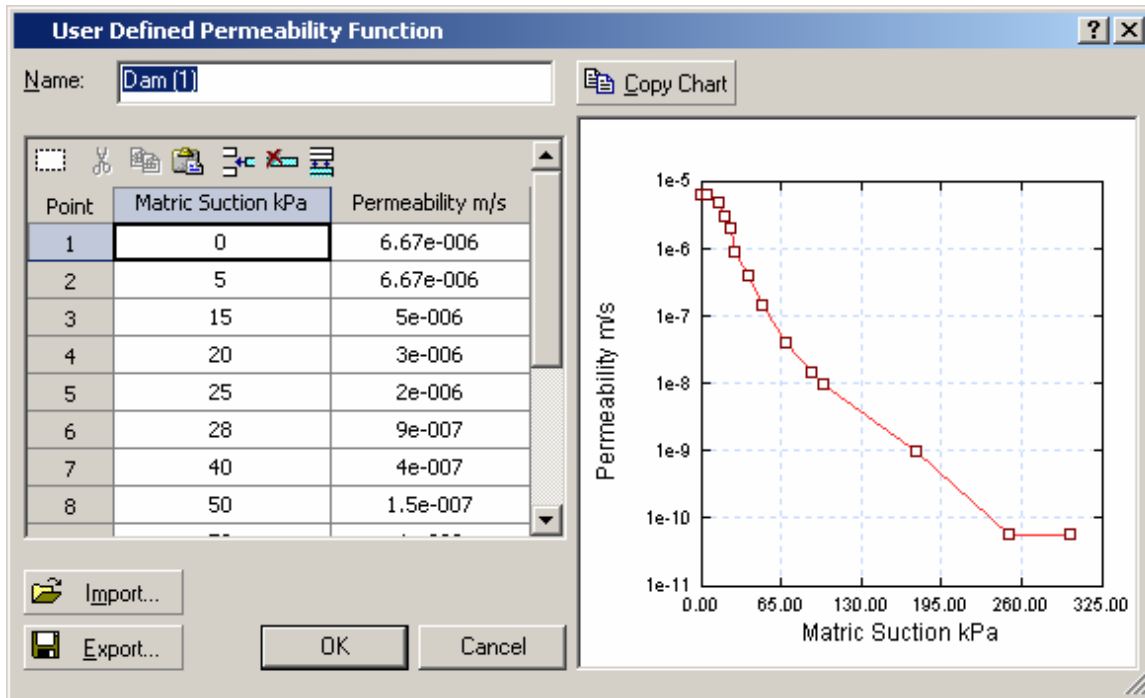 User Defined Permeability Function
Name: Dam (1)
Copy Chart
Point Matric Suction kPa Permeability m/s
1 0 6.67e-006
2 5 6.67e-006
3 15 5e-006
4 20 3e-006
5 25 2e-006
6 28 9e-007
7 40 4e-007
8 50 1.5e-007
Import...
Export...
OK Cancel
Permeability m/s
1e-5
1e-6
1e-7
1e-8
1e-9
1e-10
1e-11
0.00 65.00 130.00 195.00 260.00 325.00
Matric Suction kPa